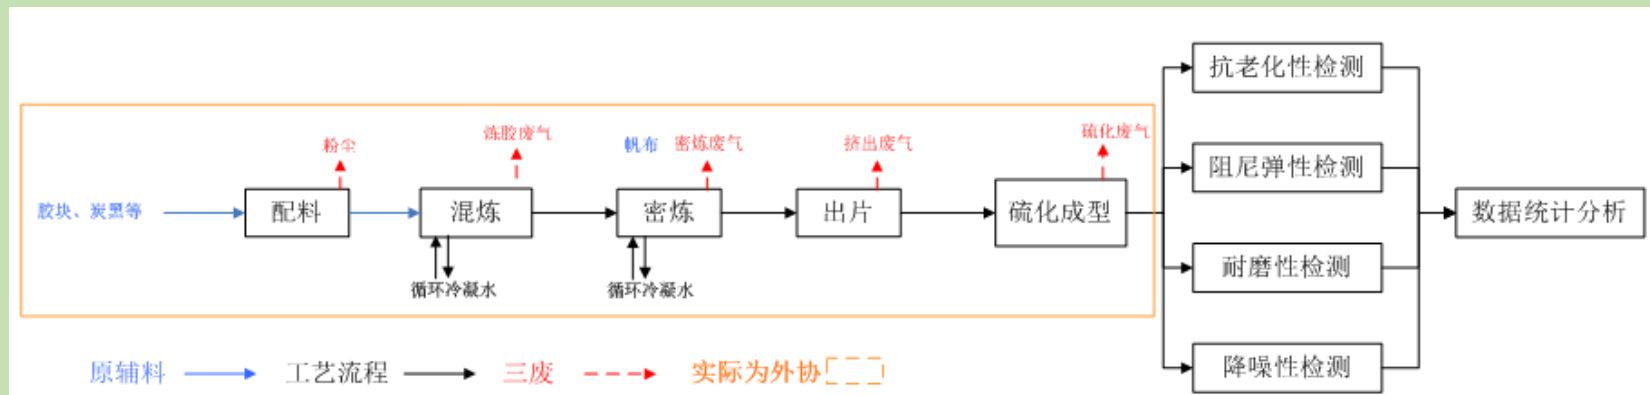 抗老化性检测
粉尘
炼胶废气
帆布
密炼废气
挤出废气
硫化废气
阻尼弹性检测
胶块、炭黑等
配料
混炼
密炼
出片
硫化成型
数据统计分析
耐磨性检测
循环冷凝水
循环冷凝水
原辅料
工艺流程
三废
实际为外协
降噪性检测